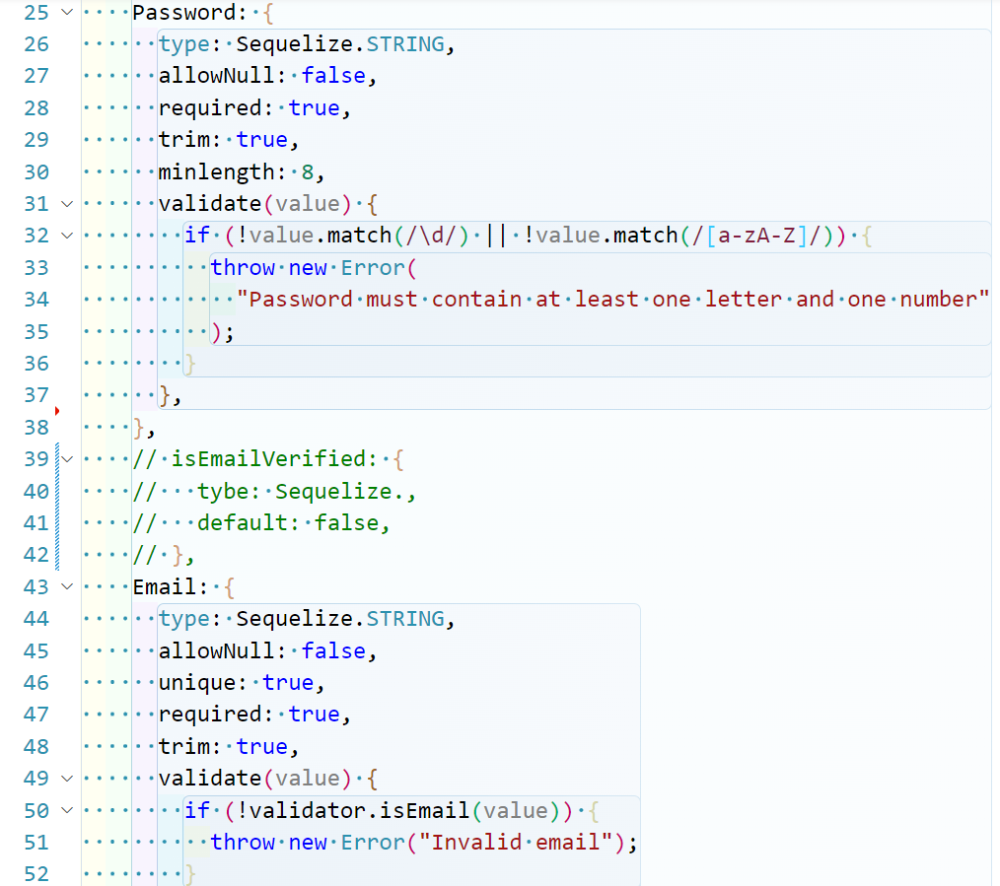 25 Password: {
26 type: Sequelize.STRING,
27 allowNull: false,
28 required: true,
29 trim: true,
30 minlength: 8,
31 validate(value) {
32 if (!value.match(/\d/) || !value.match(/[a-zA-Z]/)) {
33 throw new Error(
34 "Password must contain at least one letter and one number"
35 );
36 }
37 },
38 },
39 // isEmailVerified: {
40 //   tybe: Sequelize.,
41 //   default: false,
42 // },
43 Email: {
44 type: Sequelize.STRING,
45 allowNull: false,
46 unique: true,
47 required: true,
48 trim: true,
49 validate(value) {
50 if (!validator.isEmail(value)) {
51 throw new Error("Invalid email");
52 }